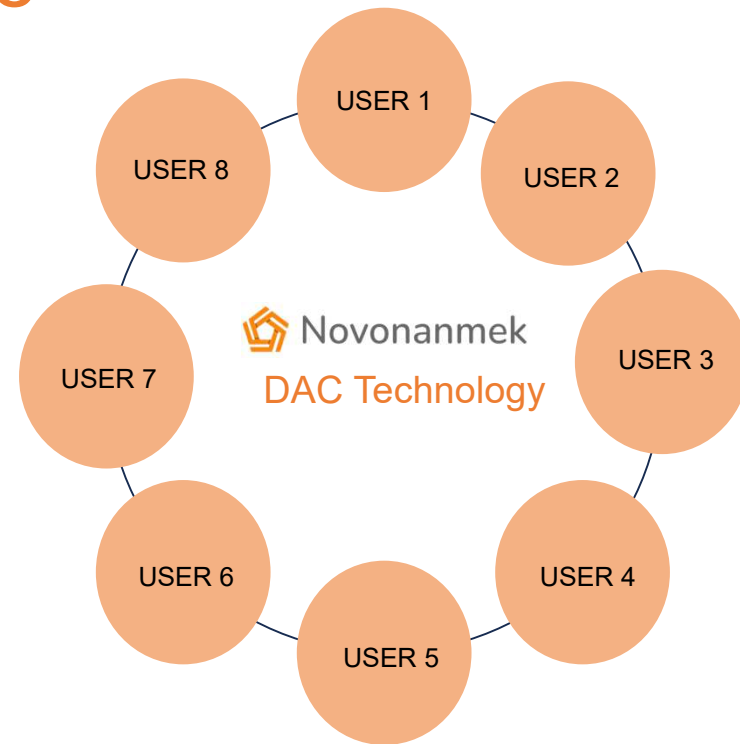 USER 1
USER 2
USER 3
USER 4
USER 5
USER 6
USER 7
USER 8
Novonanmek
DAC Technology